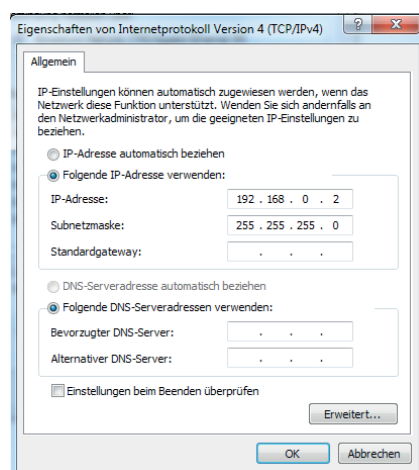 Eigenschaften von Internetprotokoll Version 4 (TCP/IPv4)
Allgemein
IP-Einstellungen können automatisch zugewiesen werden, wenn das
Netzwerk diese Funktion unterstützt. Wenden Sie sich andernfalls an
den Netzwerkadministrator, um die geeigneten IP-Einstellungen zu
beziehen.
IP-Adresse automatisch beziehen
Folgende IP-Adresse verwenden:
IP-Adresse: 192 . 168 . 0 . 2
Subnetzmaske: 255 . 255 . 255 . 0
Standardgateway: . . .
DNS-Serveradresse automatisch beziehen
Folgende DNS-Serveradressen verwenden:
Bevorzugter DNS-Server: . . .
Alternativer DNS-Server: . . .
Einstellungen beim Beenden überprüfen
Erweitert...
OK Abbrechen